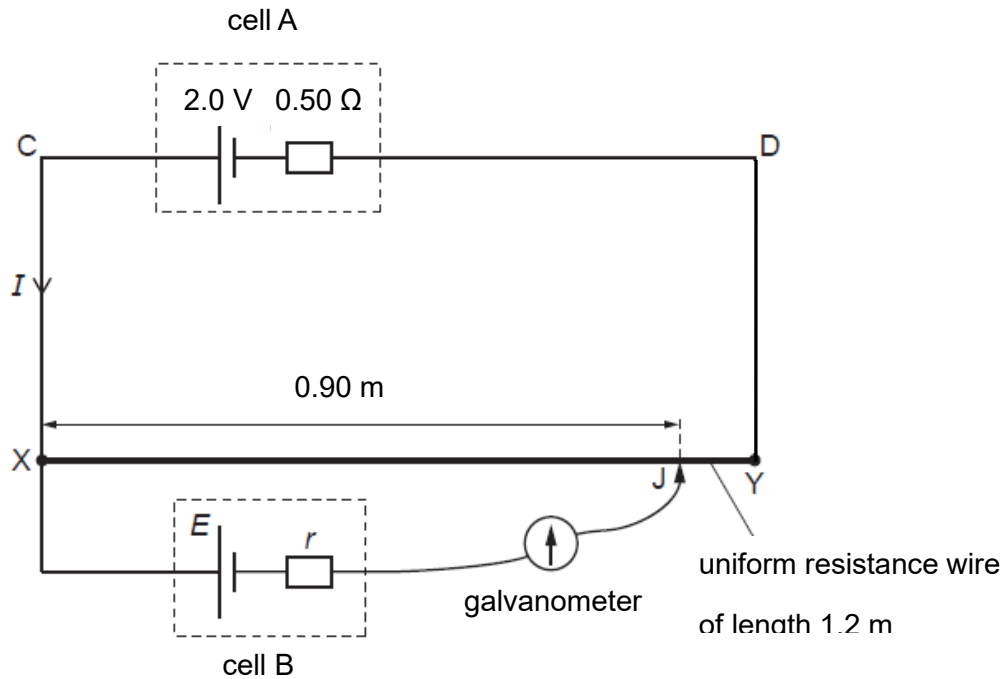 cell A
2.0 V 0.50 Ω
C
D
I
0.90 m
X
J
Y
E
r
uniform resistance wire
galvanometer
of length 1.2 m
cell B